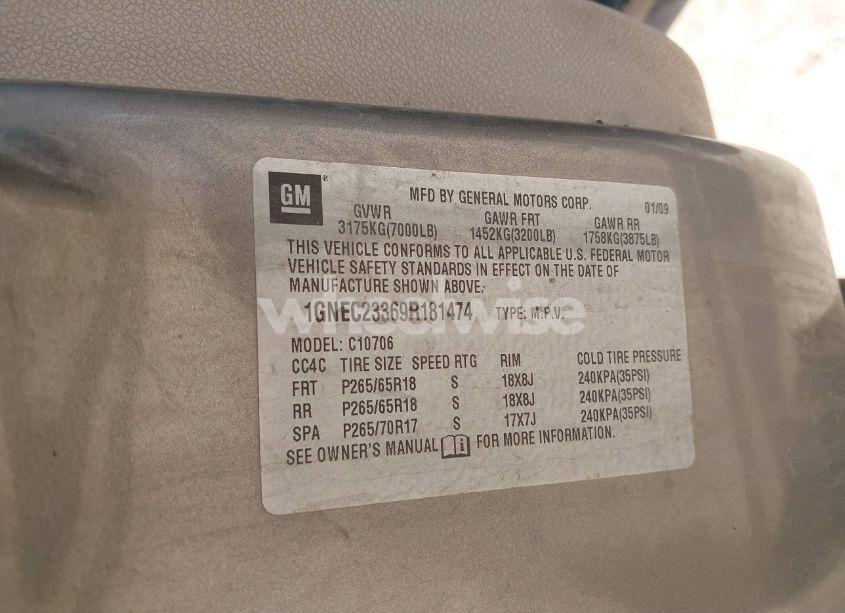 GM
MFD BY GENERAL MOTORS CORP. 01/09
GVWR GAWR FRT GAWR RR
3175KG(7000LB) 1452KG(3200LB) 1758KG(3875LB)
THIS VEHICLE CONFORMS TO ALL APPLICABLE U.S. FEDERAL MOTOR
VEHICLE SAFETY STANDARDS IN EFFECT ON THE DATE OF
MANUFACTURE SHOWN ABOVE.
1GNEC23369R181474 TYPE: M.P.V.
wheelwise
MODEL: C10706
CC4C TIRE SIZE SPEED RTG RIM COLD TIRE PRESSURE
FRT P265/65R18 S 18X8J 240KPA(35PSI)
RR P265/65R18 S 18X8J 240KPA(35PSI)
SPA P265/70R17 S 17X7J 240KPA(35PSI)
SEE OWNER'S MANUAL FOR MORE INFORMATION.